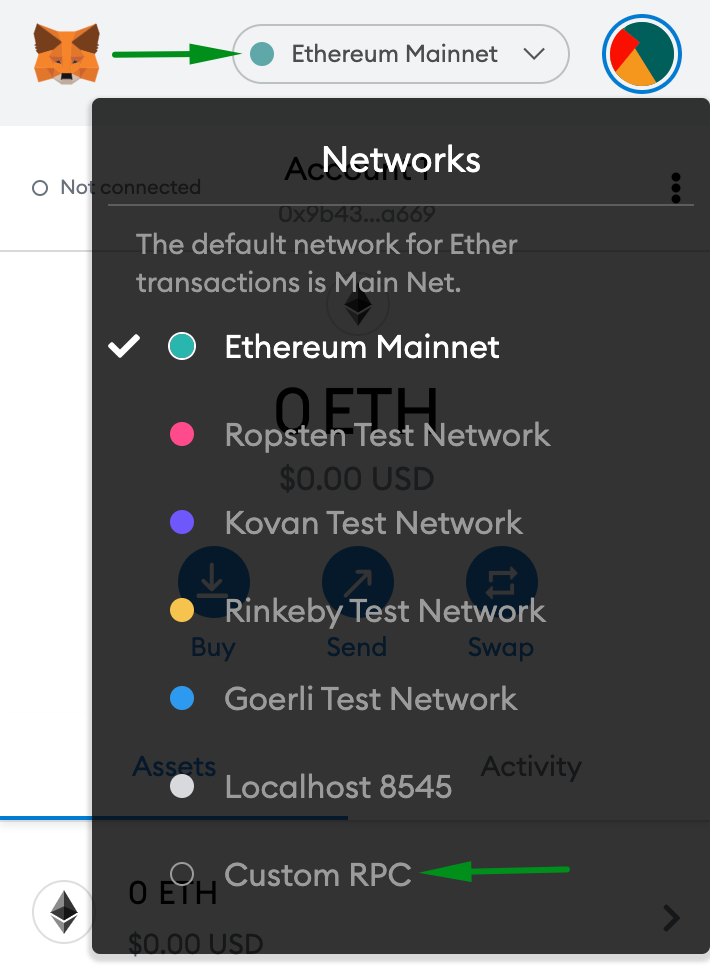 Ethereum Mainnet
Networks
Account 1
Not connected
0x9b43...a669
The default network for Ether
transactions is Main Net.
Ethereum Mainnet
0 ETH
Ropsten Test Network
$0.00 USD
Kovan Test Network
Rinkeby Test Network
Buy
Send
Swap
Goerli Test Network
Assets
Activity
Localhost 8545
Custom RPC
0 ETH
$0.00 USD